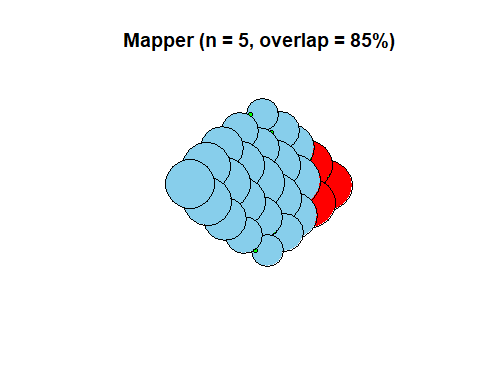 Mapper (n = 5, overlap = 85%)